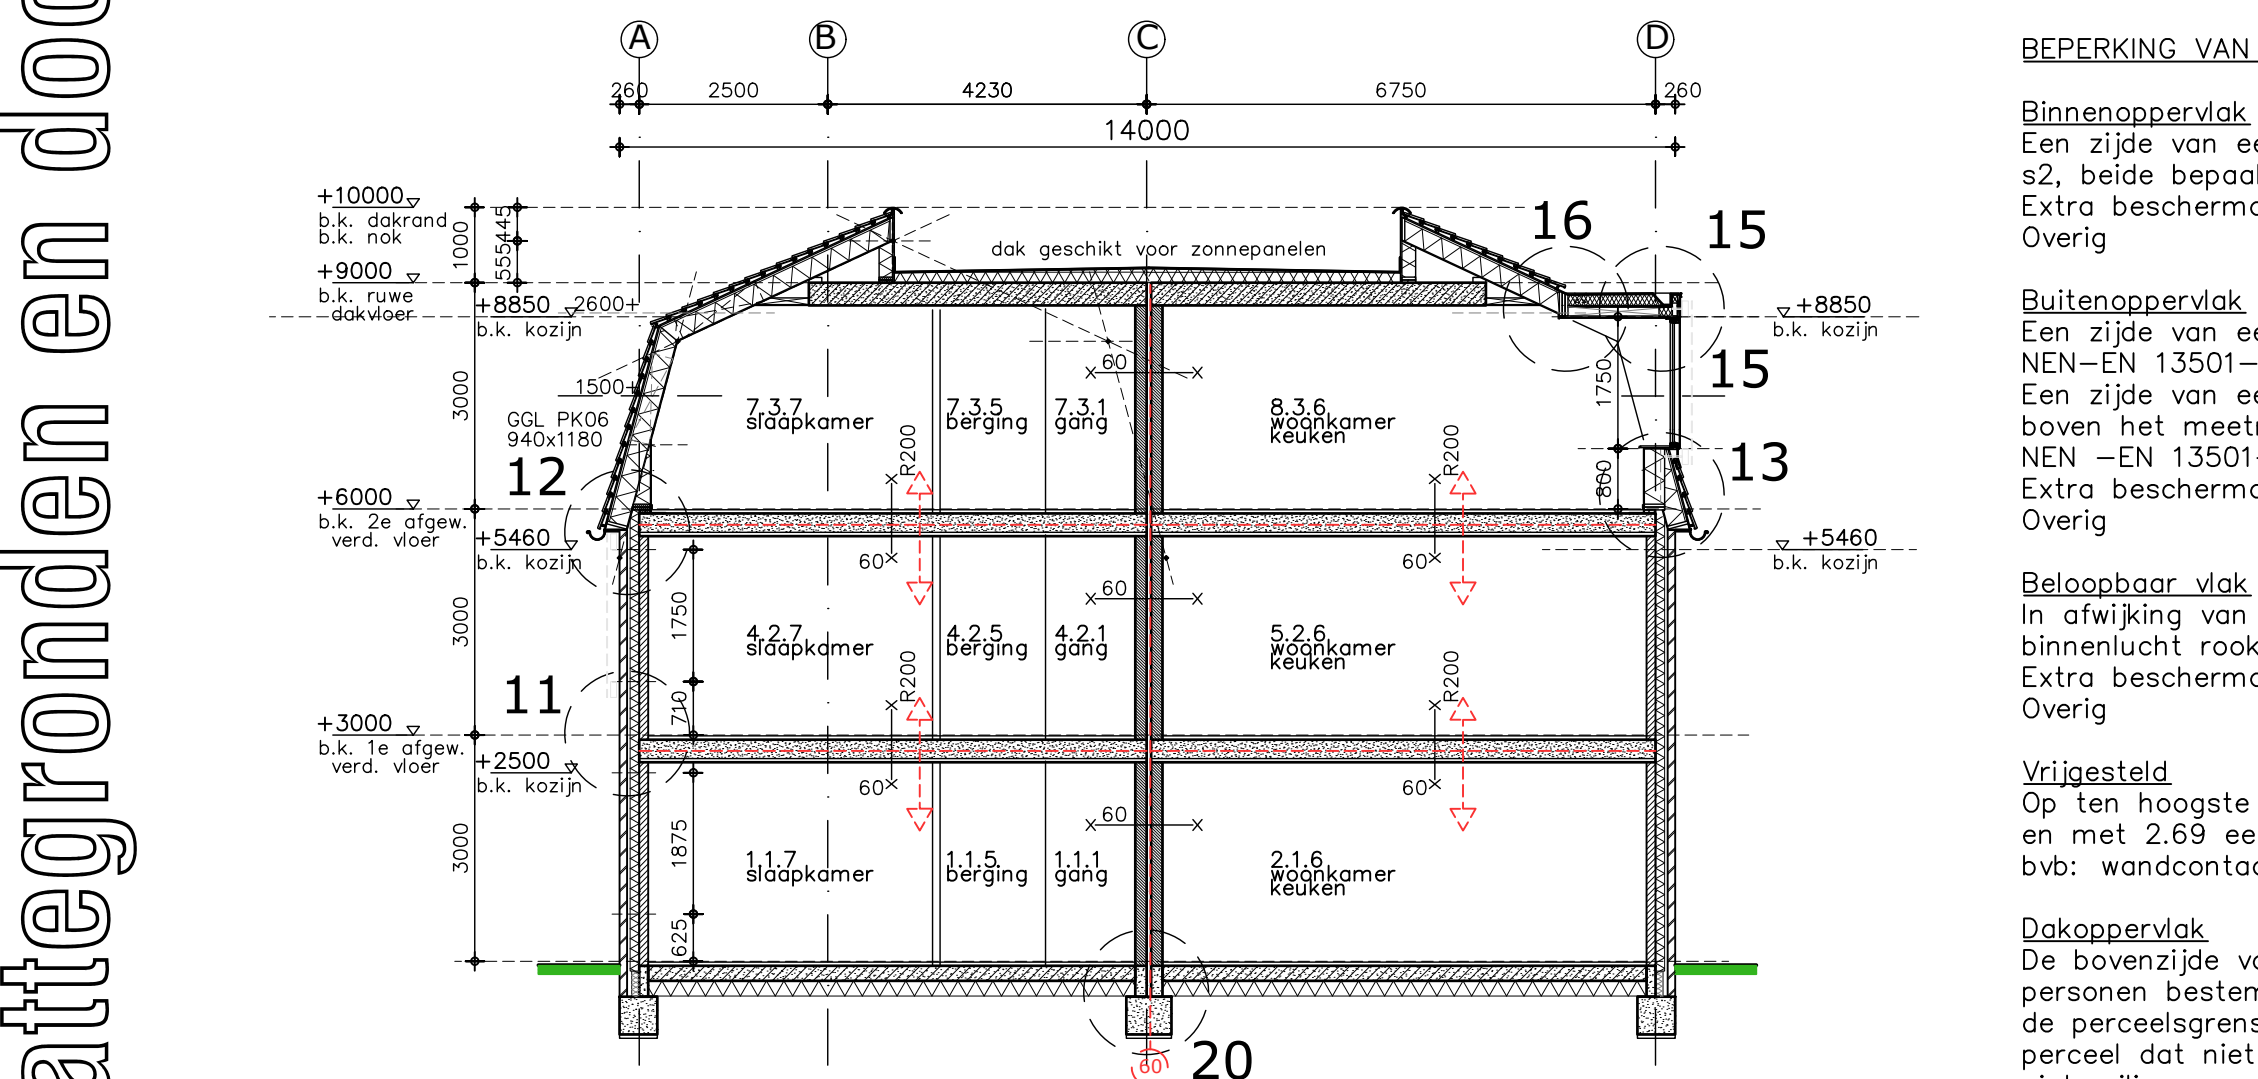 attegronden en doo
A
B
C
D
260
2500
4230
6750
260
14000
+10000
b.k. dakrand
b.k. nok
1000
445
555
+9000
b.k. ruwe
dakvloer
+8850
b.k. kozijn
2600+
dak geschikt voor zonnepanelen
16
15
+8850
b.k. kozijn
15
3000
1500+
GGL PK06
940x1180
12
60
1750
7.3.7
slaapkamer
7.3.5
berging
7.3.1
gang
8.3.6
woonkamer
keuken
R200
R200
13
800
+6000
b.k. 2e afgew.
verd. vloer
+5460
b.k. kozijn
60
60
+5460
b.k. kozijn
3000
1750
60
4.2.7
slaapkamer
4.2.5
berging
4.2.1
gang
5.2.6
woonkamer
keuken
R200
R200
11
710
+3000
b.k. 1e afgew.
verd. vloer
+2500
b.k. kozijn
60
60
3000
1875
60
1.1.7
slaapkamer
1.1.5
berging
1.1.1
gang
2.1.6
woonkamer
keuken
625
20
60
BEPERKING VAN
Binnenoppervlak
Een zijde van ee
s2, beide bepaal
Extra bescherma
Overig
Buitenoppervlak
Een zijde van ee
NEN-EN 13501-
Een zijde van ee
boven het meetn
NEN -EN 13501-
Extra bescherma
Overig
Beloopbaar vlak
In afwijking van
binnenlucht rook
Extra bescherma
Overig
Vrijgesteld
Op ten hoogste
en met 2.69 ee
bvb: wandcontac
Dakoppervlak
De bovenzijde va
personen bestem
de perceelsgrens
perceel dat niet